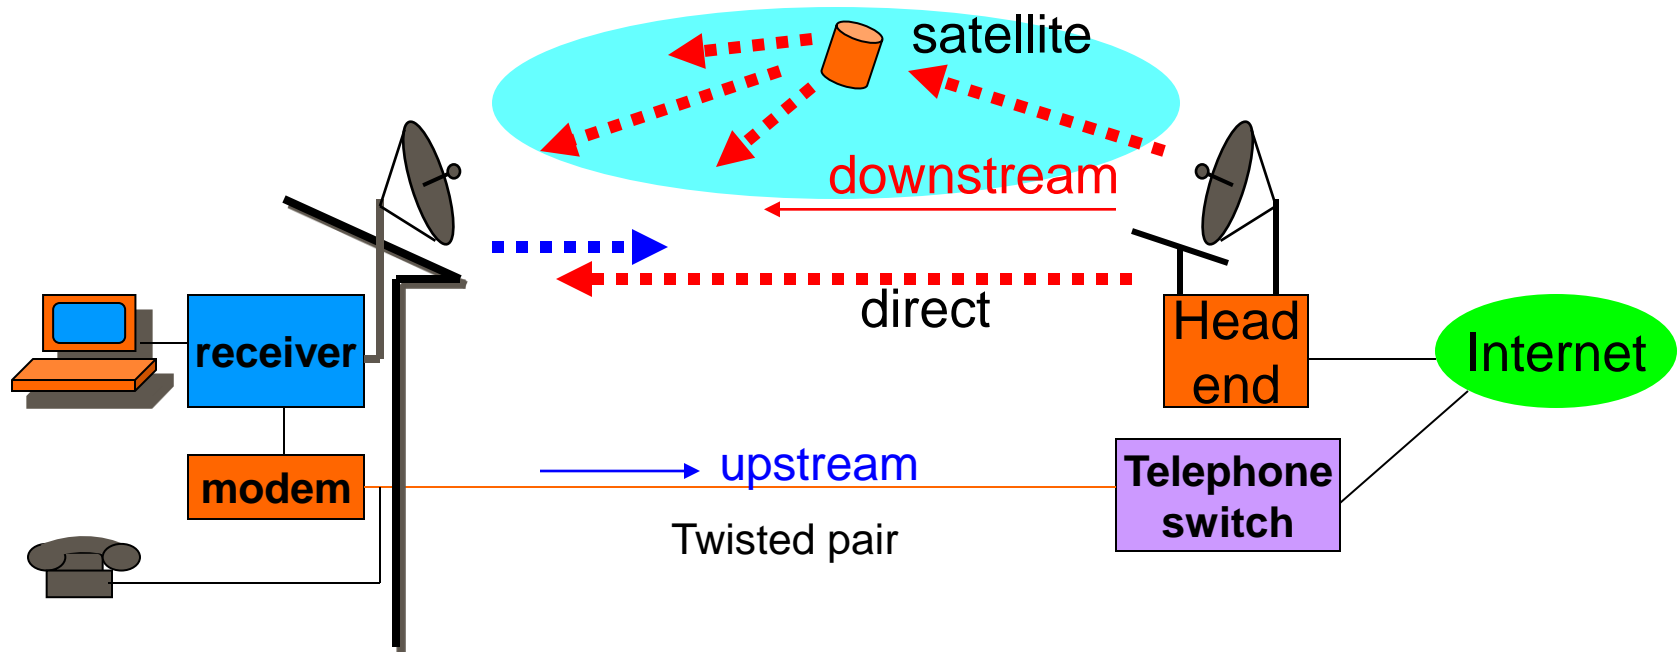 satellite
downstream
direct
receiver
Head
end
Internet
modem
upstream
Telephone
switch
Twisted pair